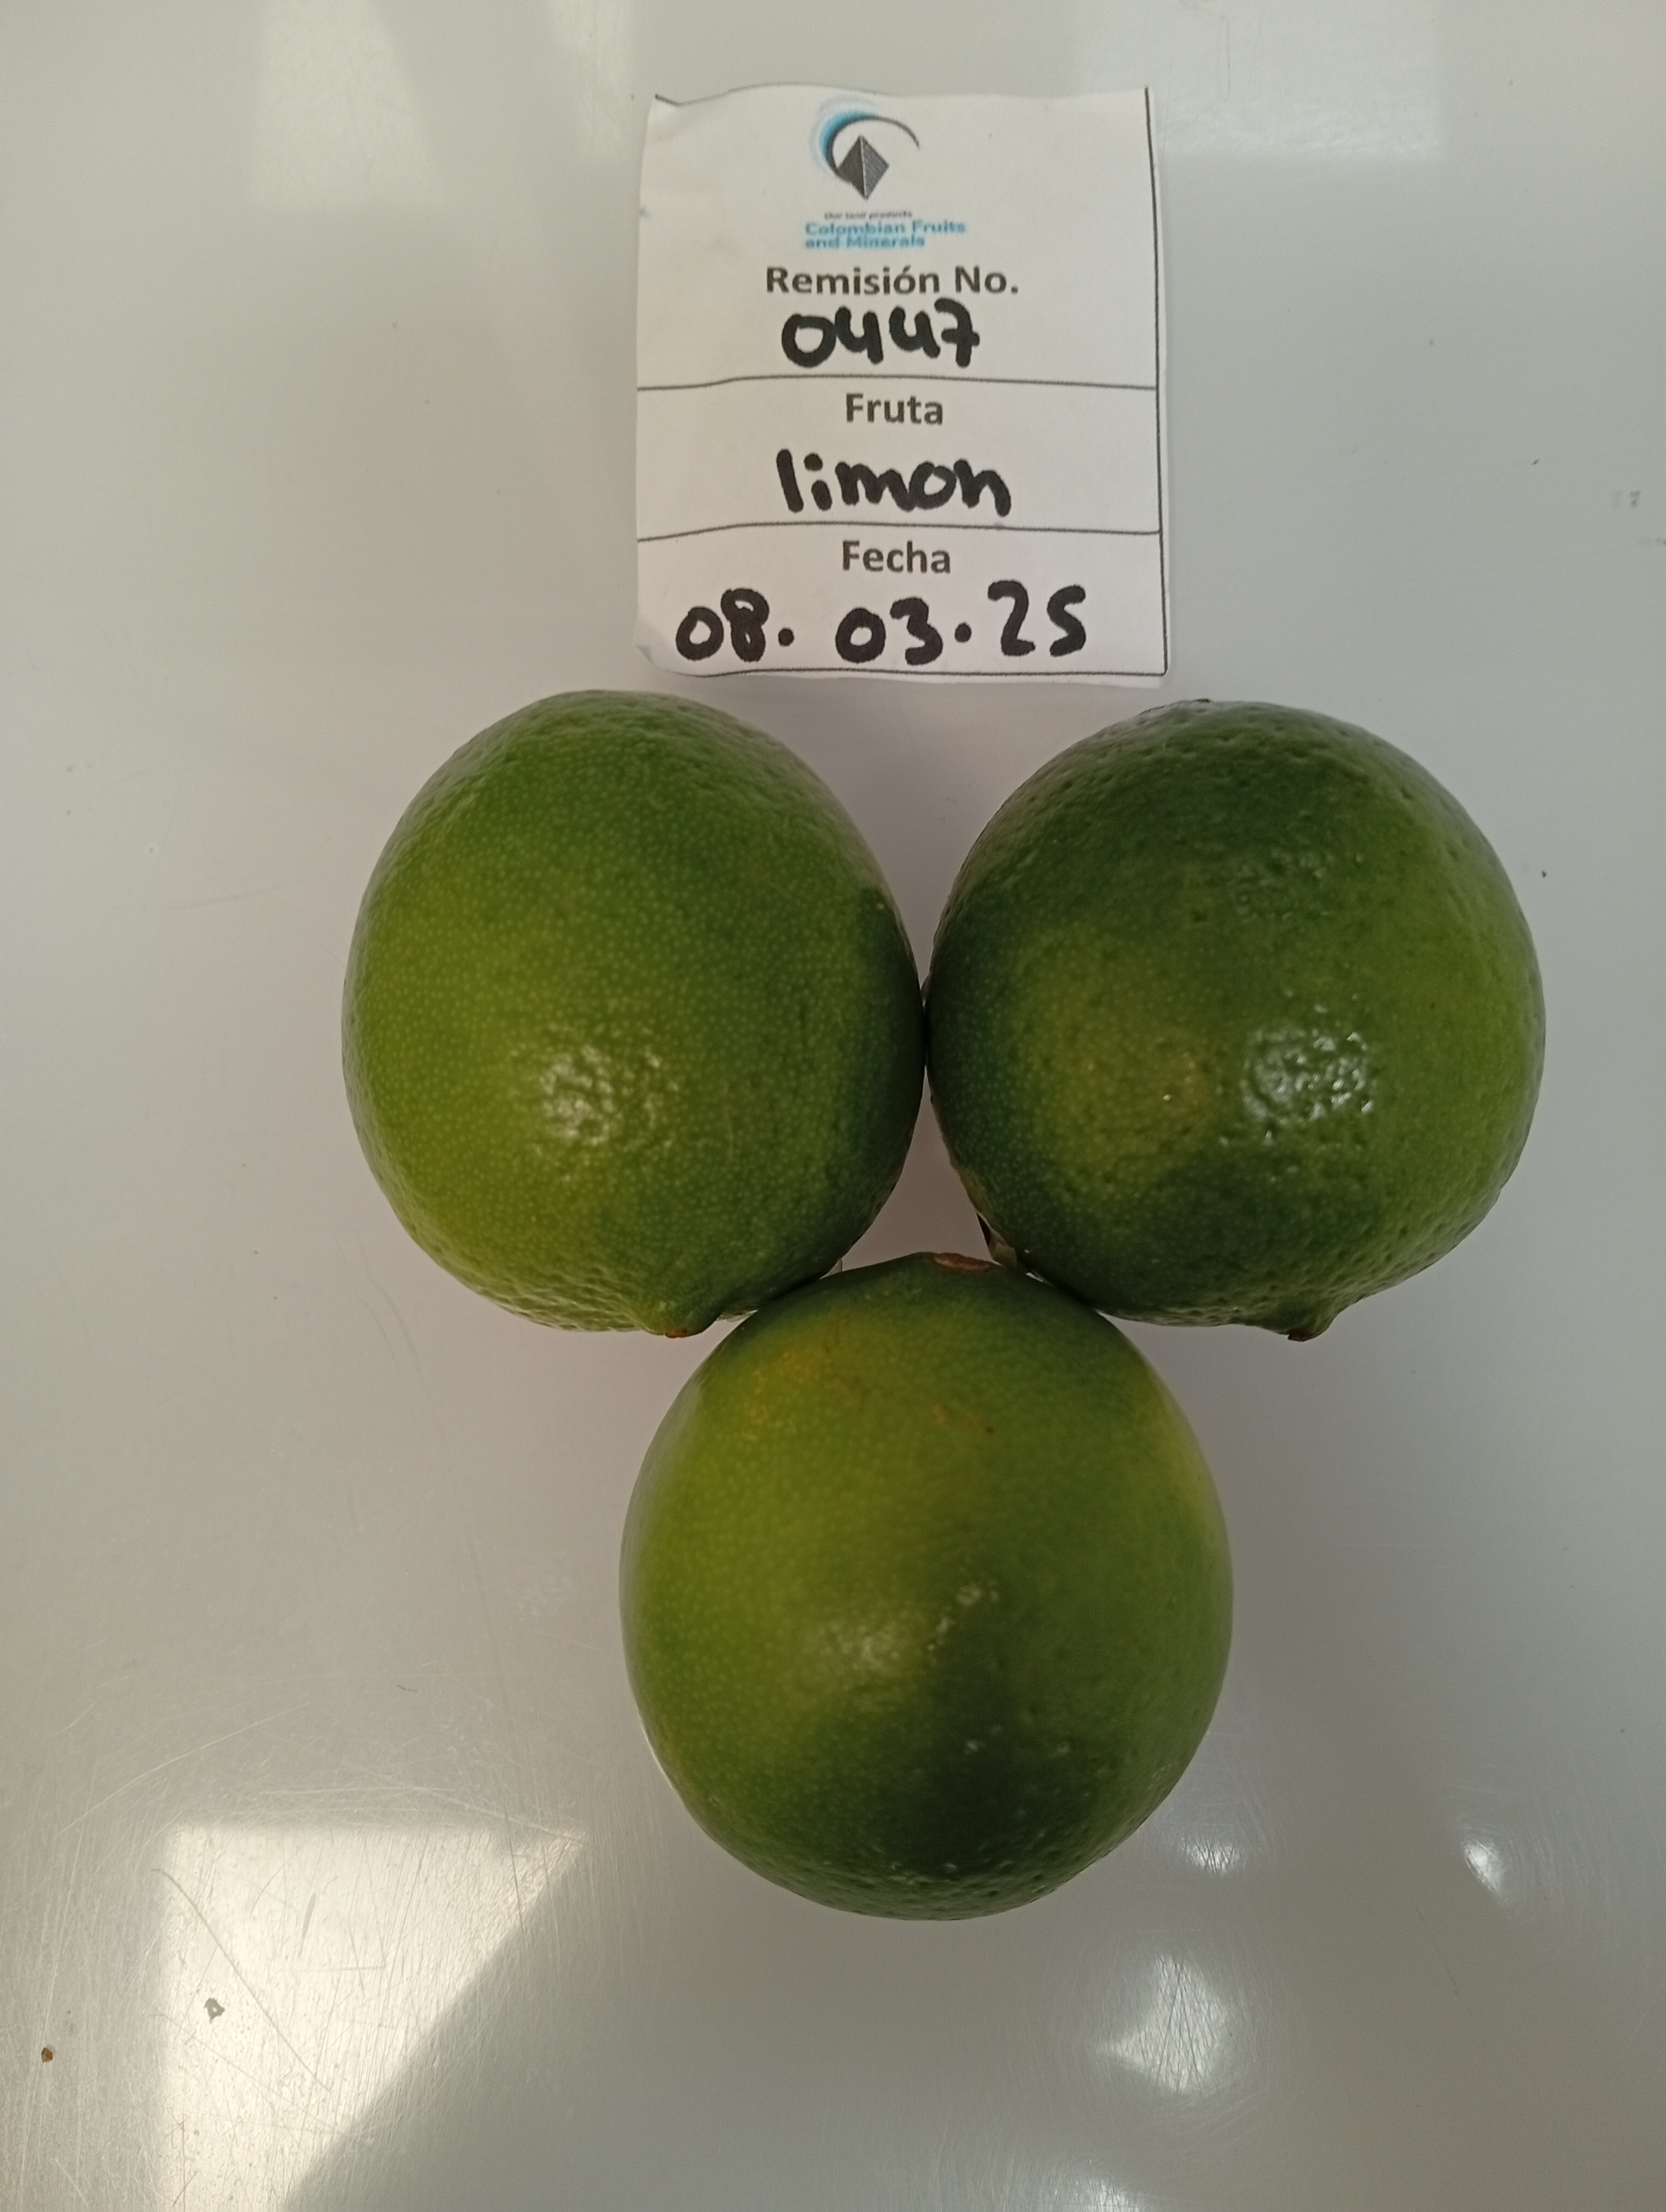 Our land products
Colombian Fruits
and Minerals
Remisión No.
0447
Fruta
limon
Fecha
08. 03. 25